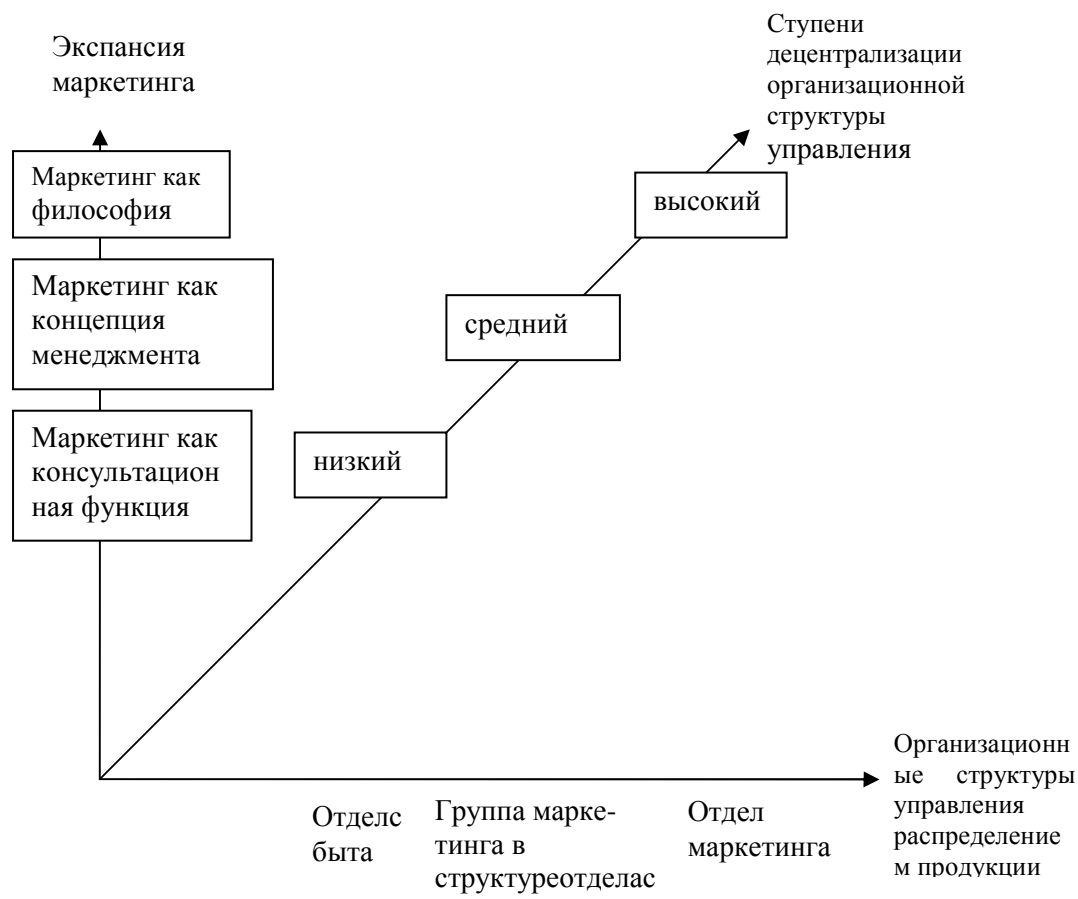 Экспансия
маркетинга
Ступени
децентрализации
организационной
структуры
управления
Маркетинг как
философия
Маркетинг как
концепция
менеджмента
Маркетинг как
консультацион
ная функция
высокий
средний
низкий
Отделс
быта
Группа марке-
тинга в
структуреотделас
Отдел
маркетинга
Организационн
ые структуры
управления
распределение
м продукции